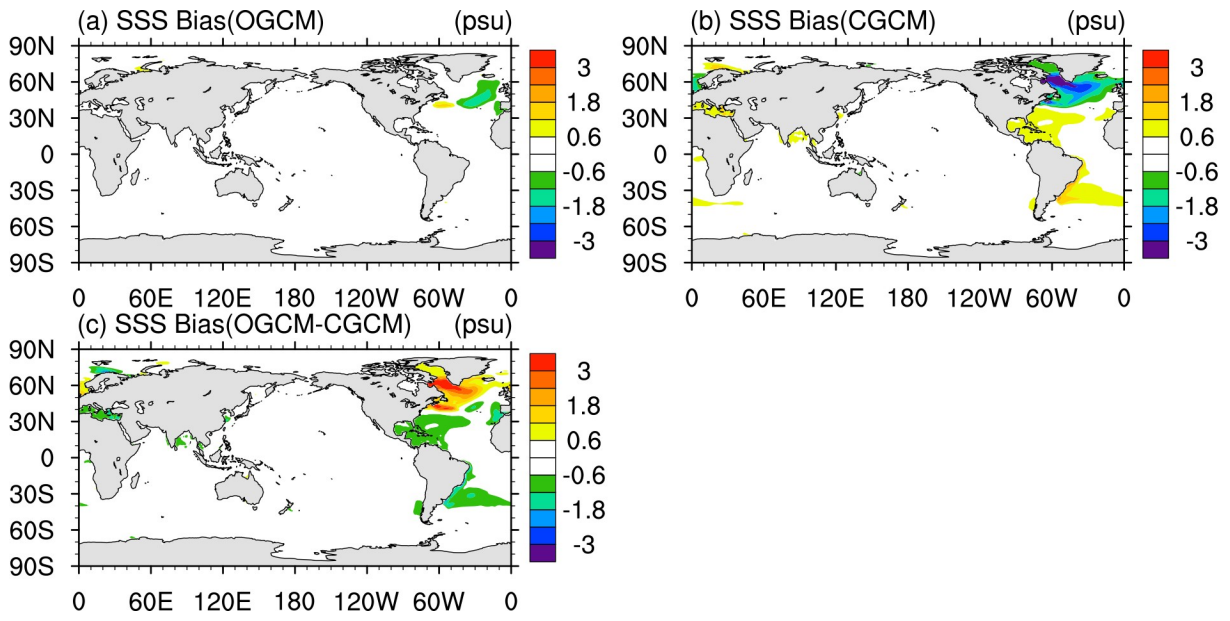 (a) SSS Bias(OGCM) (psu)
90N
60N
30N
0
30S
60S
90S
0 60E 120E 180 120W 60W 0
3
1.8
0.6
-0.6
-1.8
-3
(b) SSS Bias(CGCM) (psu)
90N
60N
30N
0
30S
60S
90S
0 60E 120E 180 120W 60W 0
3
1.8
0.6
-0.6
-1.8
-3
(c) SSS Bias(OGCM-CGCM) (psu)
90N
60N
30N
0
30S
60S
90S
0 60E 120E 180 120W 60W 0
3
1.8
0.6
-0.6
-1.8
-3